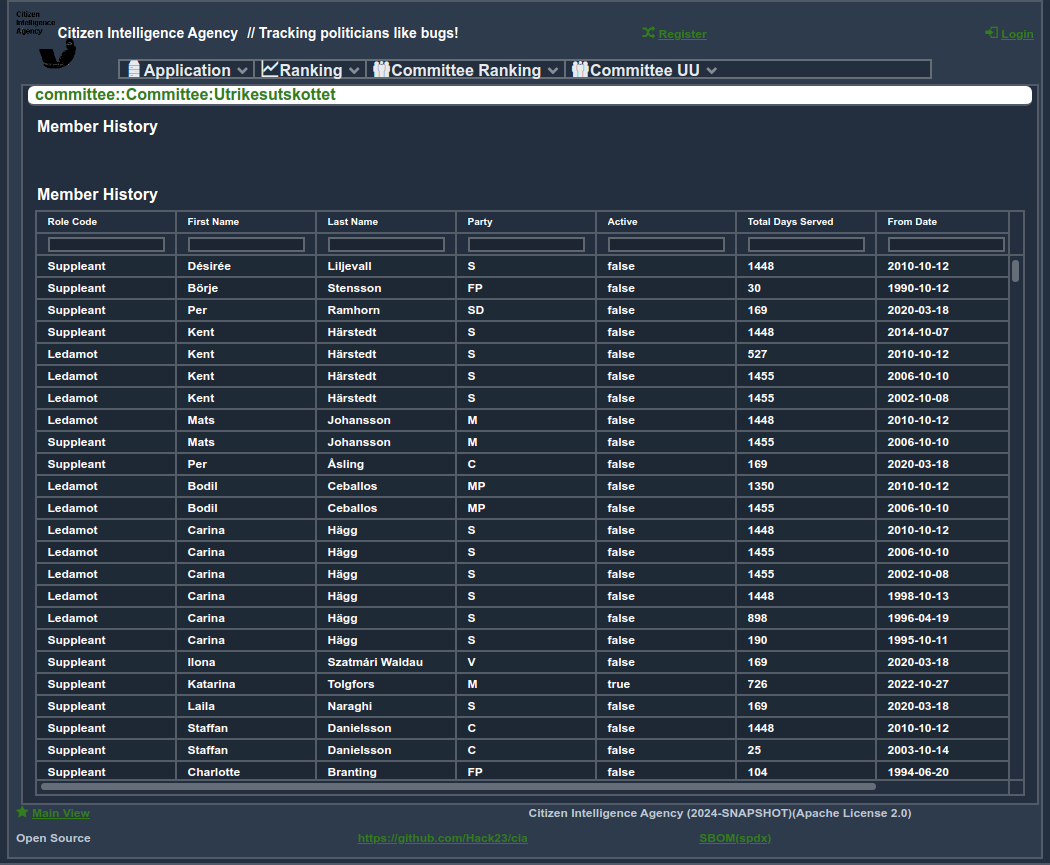 Citizen
Intelligence
Agency
Citizen Intelligence Agency // Tracking politicians like bugs!
Register
Login
Application Ranking Committee Ranking Committee UU
committee::Committee:Utrikesutskottet
Member History
Member History
Role Code First Name Last Name Party Active Total Days Served From Date
Suppleant Désirée Liljevall S false 1448 2010-10-12
Suppleant Börje Stensson FP false 30 1990-10-12
Suppleant Per Ramhorn SD false 169 2020-03-18
Suppleant Kent Härstedt S false 1448 2014-10-07
Ledamot Kent Härstedt S false 527 2010-10-12
Ledamot Kent Härstedt S false 1455 2006-10-10
Ledamot Kent Härstedt S false 1455 2002-10-08
Ledamot Mats Johansson M false 1448 2010-10-12
Suppleant Mats Johansson M false 1455 2006-10-10
Suppleant Per Åsling C false 169 2020-03-18
Ledamot Bodil Ceballos MP false 1350 2010-10-12
Ledamot Bodil Ceballos MP false 1455 2006-10-10
Ledamot Carina Hägg S false 1448 2010-10-12
Ledamot Carina Hägg S false 1455 2006-10-10
Ledamot Carina Hägg S false 1455 2002-10-08
Ledamot Carina Hägg S false 1448 1998-10-13
Ledamot Carina Hägg S false 898 1996-04-19
Suppleant Carina Hägg S false 190 1995-10-11
Suppleant Ilona Szatmári Waldau V false 169 2020-03-18
Suppleant Katarina Tolgfors M true 726 2022-10-27
Suppleant Laila Naraghi S false 169 2020-03-18
Suppleant Staffan Danielsson C false 1448 2010-10-12
Suppleant Staffan Danielsson C false 25 2003-10-14
Suppleant Charlotte Branting FP false 104 1994-06-20
Main View Citizen Intelligence Agency (2024-SNAPSHOT)(Apache License 2.0)
Open Source https://github.com/Hack23/cia SBOM(spdx)